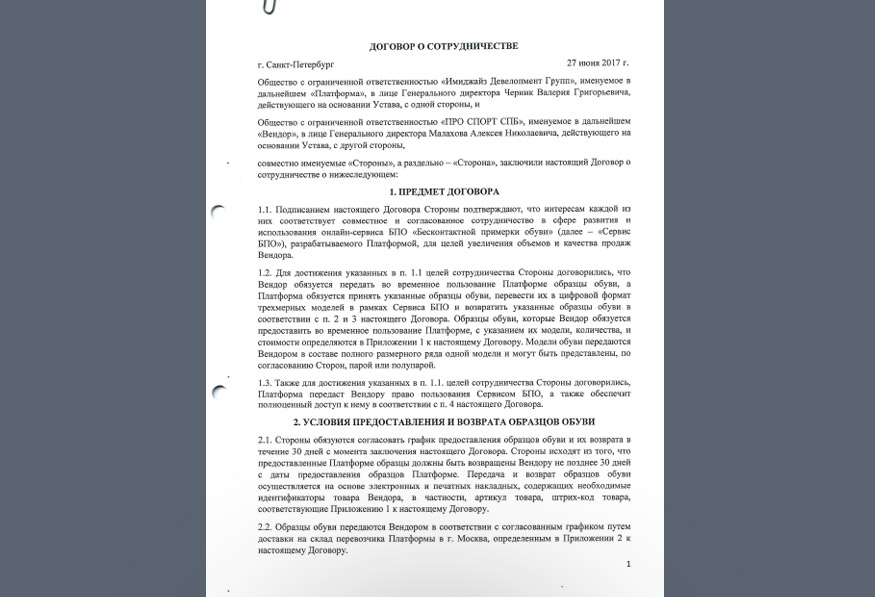 ДОГОВОР О СОТРУДНИЧЕСТВЕ
г. Санкт-Петербург 27 июня 2017 г.
Общество с ограниченной ответственностью «Имиджайз Девелопмент Групп», именуемое в
дальнейшем «Платформа», в лице Генерального директора Черник Валерия Григорьевича,
действующего на основании Устава, с одной стороны, и
Общество с ограниченной ответственностью «ПРО СПОРТ СПБ», именуемое в дальнейшем
«Вендор», в лице Генерального директора Малахова Алексея Николаевича, действующего на
основании Устава, с другой стороны,
совместно именуемые «Стороны», а раздельно – «Сторона», заключили настоящий Договор о
сотрудничестве о нижеследующем:
1. ПРЕДМЕТ ДОГОВОРА
1.1. Подписанием настоящего Договора Стороны подтверждают, что интересам каждой из
них соответствует совместное и согласованное сотрудничество в сфере развития и
использования онлайн-сервиса БПО «Бесконтактной примерки обуви» (далее – «Сервис
БПО»), разрабатываемого Платформой, для целей увеличения объемов и качества продаж
Вендора.
1.2. Для достижения указанных в п. 1.1 целей сотрудничества Стороны договорились, что
Вендор обязуется передать во временное пользование Платформе образцы обуви, а
Платформа обязуется принять указанные образцы обуви, перевести их в цифровой формат
трехмерных моделей в рамках Сервиса БПО и возвратить указанные образцы обуви в
соответствии с п. 2 и 3 настоящего Договора. Образцы обуви, которые Вендор обязуется
предоставить во временное пользование Платформе, с указанием их модели, количества, и
стоимости определяются в Приложении 1 к настоящему Договору. Модели обуви передаются
Вендором в составе полного размерного ряда одной модели и могут быть представлены, по
согласованию Сторон, парой или полупарой.
1.3. Также для достижения указанных в п. 1.1. целей сотрудничества Стороны договорились,
Платформа передаст Вендору право пользования Сервисом БПО, а также обеспечит
полноценный доступ к нему в соответствии с п. 4 настоящего Договора.
2. УСЛОВИЯ ПРЕДОСТАВЛЕНИЯ И ВОЗВРАТА ОБРАЗЦОВ ОБУВИ
2.1. Стороны обязуются согласовать график предоставления образцов обуви и их возврата в
течение 30 дней с момента заключения настоящего Договора. Стороны исходят из того, что
предоставленные Платформе образцы должны быть возвращены Вендору не позднее 30 дней
с даты предоставления образцов Платформе. Передача и возврат образцов обуви
осуществляется на основе электронных и печатных накладных, содержащих необходимые
идентификаторы товара Вендора, в частности, артикул товара, штрих-код товара,
соответствующие Приложению 1 к настоящему Договору.
2.2. Образцы обуви передаются Вендором в соответствии с согласованным графиком путем
доставки на склад перевозчика Платформы в г. Москва, определенным в Приложении 2 к
настоящему Договору.
1